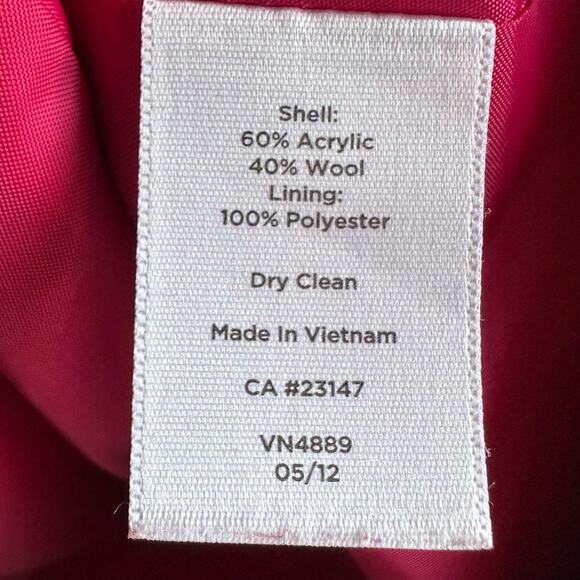 Shell:
60% Acrylic
40% Wool
Lining:
100% Polyester
Dry Clean
Made In Vietnam
CA #23147
VN4889
05/12